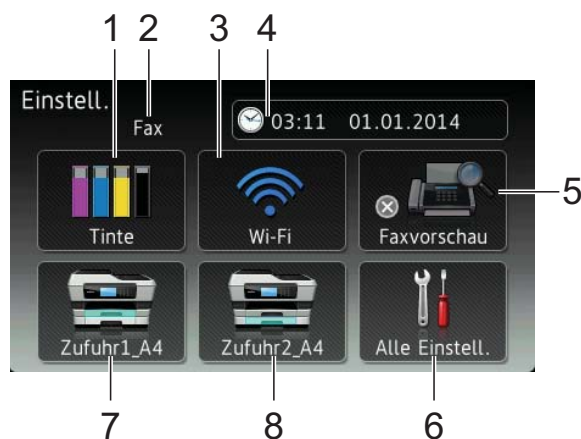 1 2 3 4
Einstell.
Fax
03:11 01.01.2014
5
Tinte Wi-Fi Faxvorschau
Zufuhr1_A4 Zufuhr2_A4 Alle Einstell.
7 8 6